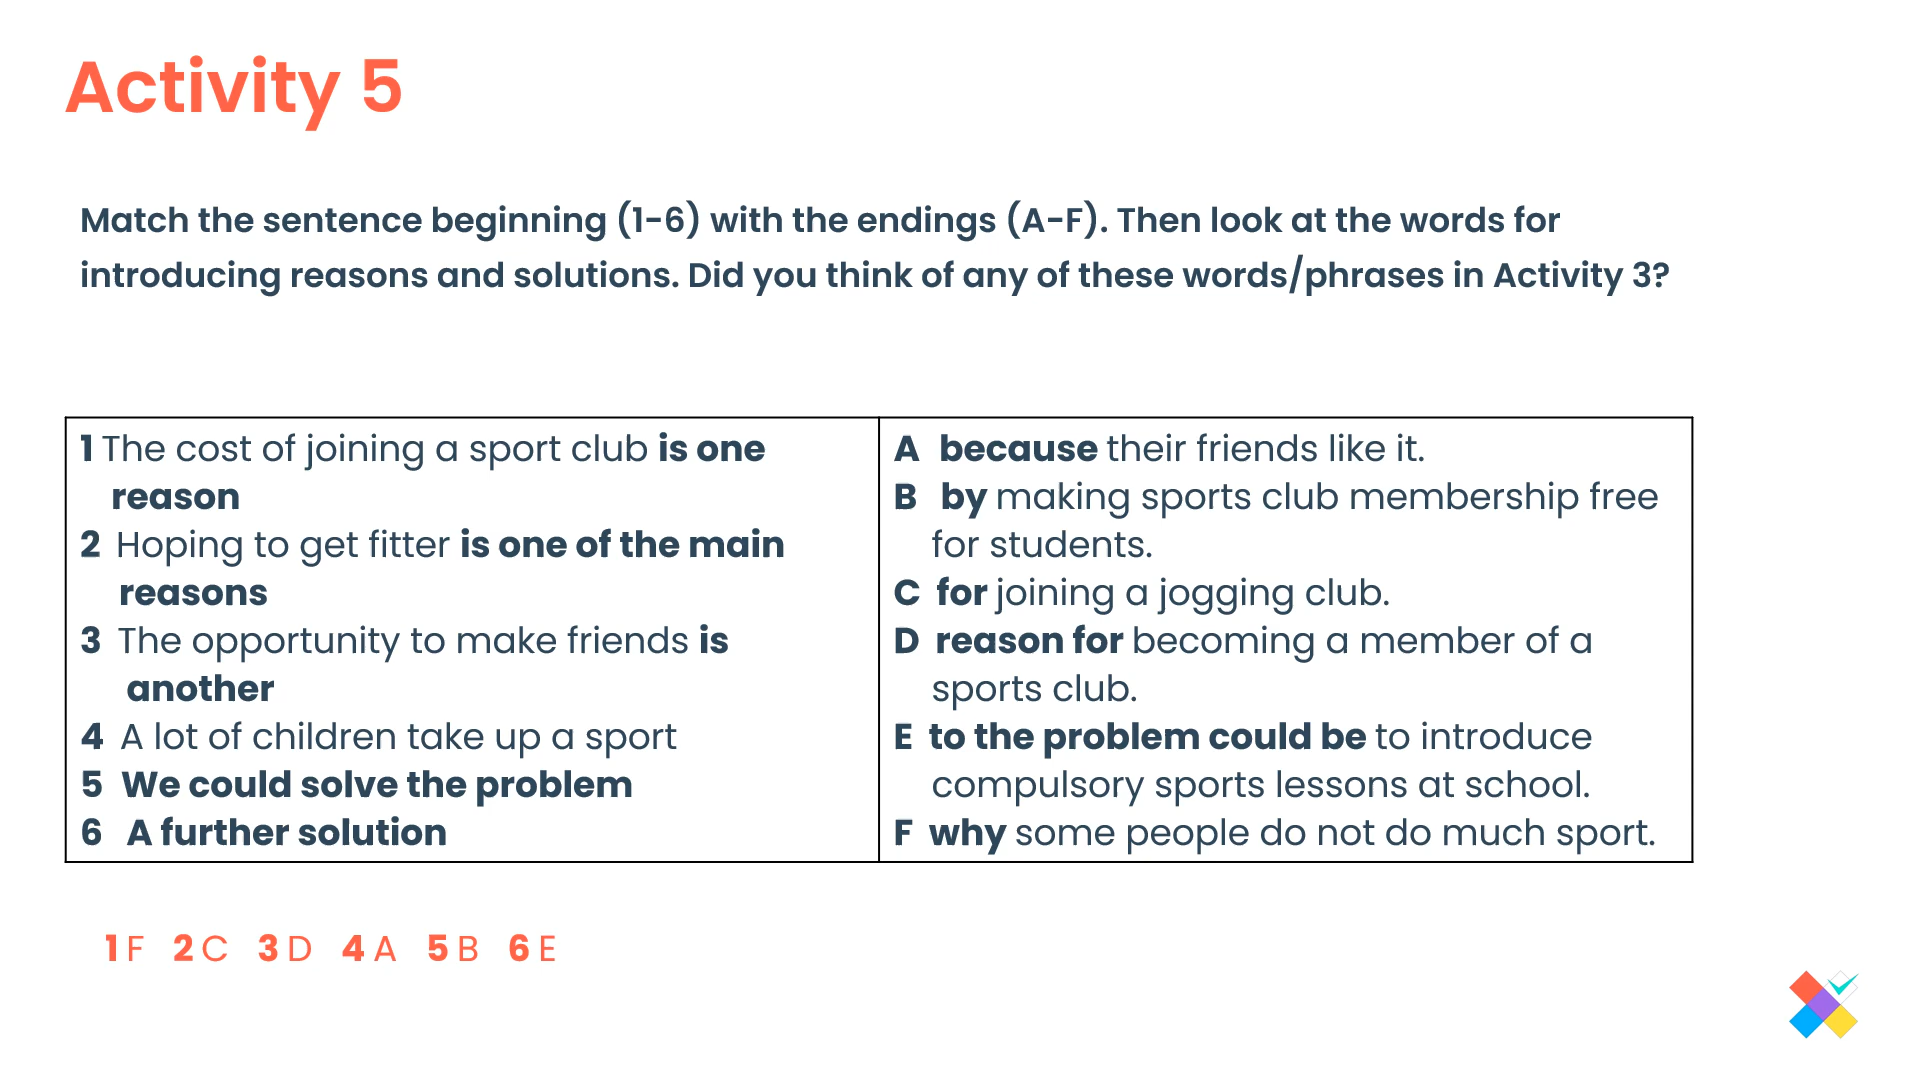 Activity 5
Match the sentence beginning (1-6) with the endings (A-F). Then look at the words for
introducing reasons and solutions. Did you think of any of these words/phrases in Activity 3?
1 The cost of joining a sport club is one
reason
2 Hoping to get fitter is one of the main
reasons
3 The opportunity to make friends is
another
4 A lot of children take up a sport
5 We could solve the problem
6 A further solution
A because their friends like it.
B by making sports club membership free
for students.
C for joining a jogging club.
D reason for becoming a member of a
sports club.
E to the problem could be to introduce
compulsory sports lessons at school.
F why some people do not do much sport.
1 F 2 C 3 D 4 A 5 B 6 E